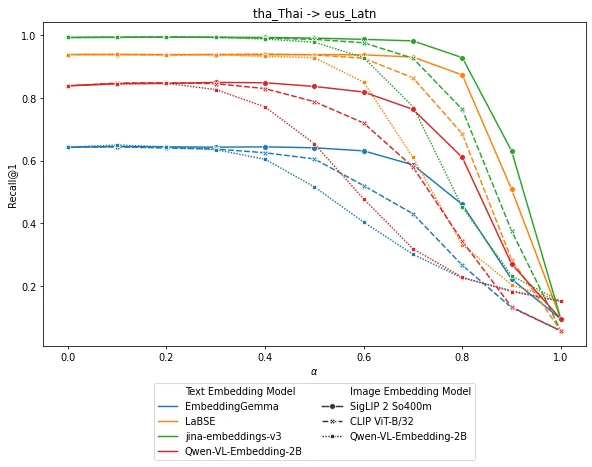 tha_Thai -> eus_Latn
Recall@1
1.0
0.8
0.6
0.4
0.2
0.0 0.2 0.4 0.6 0.8 1.0
α
Text Embedding Model
EmbeddingGemma
LaBSE
jina-embeddings-v3
Qwen-VL-Embedding-2B
Image Embedding Model
SigLIP 2 So400m
CLIP ViT-B/32
Qwen-VL-Embedding-2B